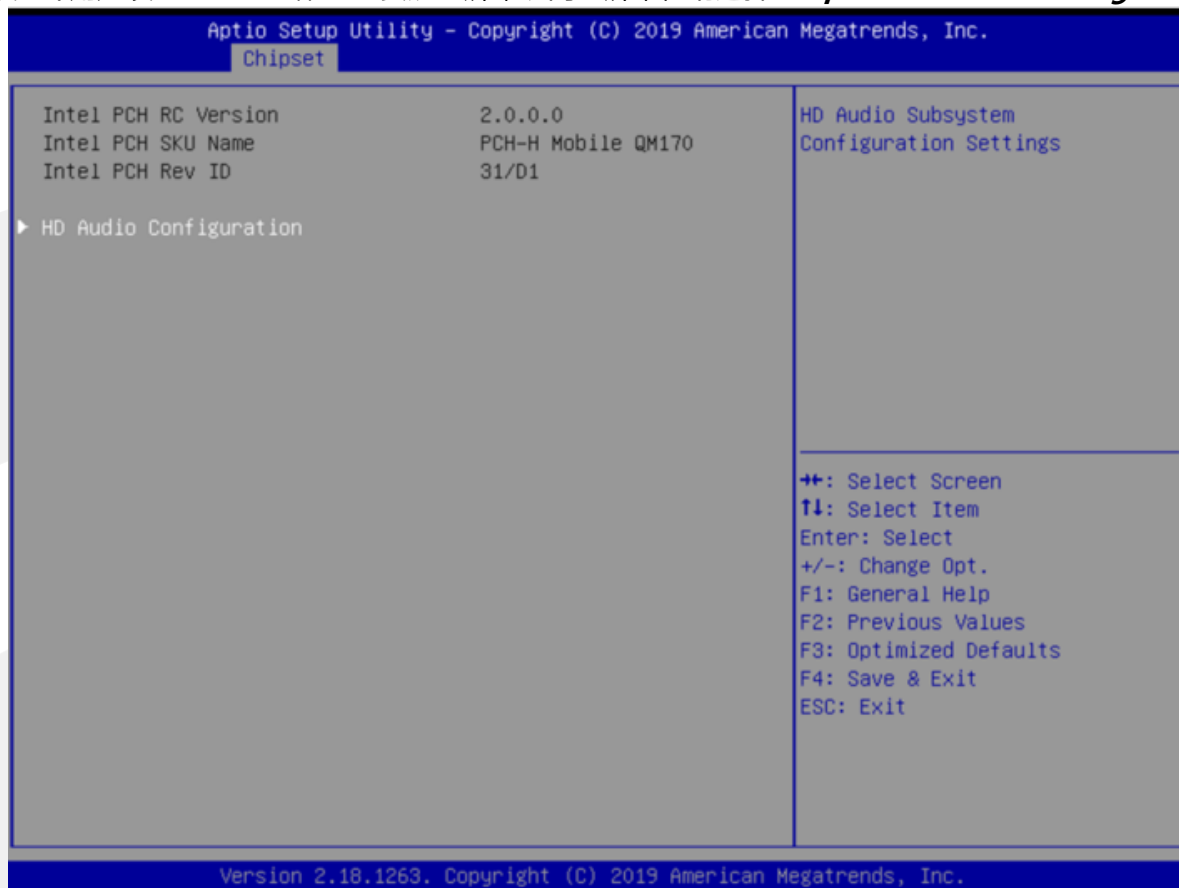 Aptio Setup Utility – Copyright (C) 2019 American Megatrends, Inc.
Chipset
Intel PCH RC Version 2.0.0.0
Intel PCH SKU Name PCH-H Mobile QM170
Intel PCH Rev ID 31/D1
▶ HD Audio Configuration
HD Audio Subsystem
Configuration Settings
→←: Select Screen
↑↓: Select Item
Enter: Select
+/-: Change Opt.
F1: General Help
F2: Previous Values
F3: Optimized Defaults
F4: Save & Exit
ESC: Exit
Version 2.18.1263. Copyright (C) 2019 American Megatrends, Inc.